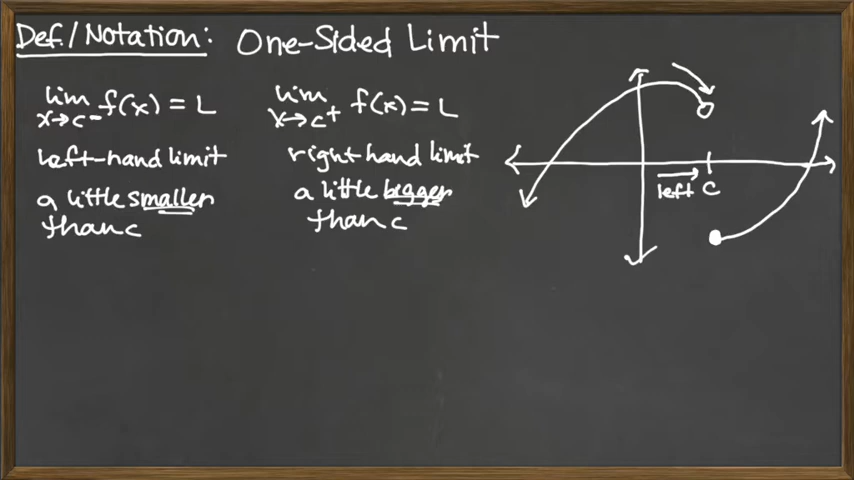 Def./Notation: One-Sided Limit
lim f(x) = L
x→c⁻
left-hand limit
a little smaller
than c
lim f(x) = L
x→c⁺
right hand limit
a little bigger
than c
left c